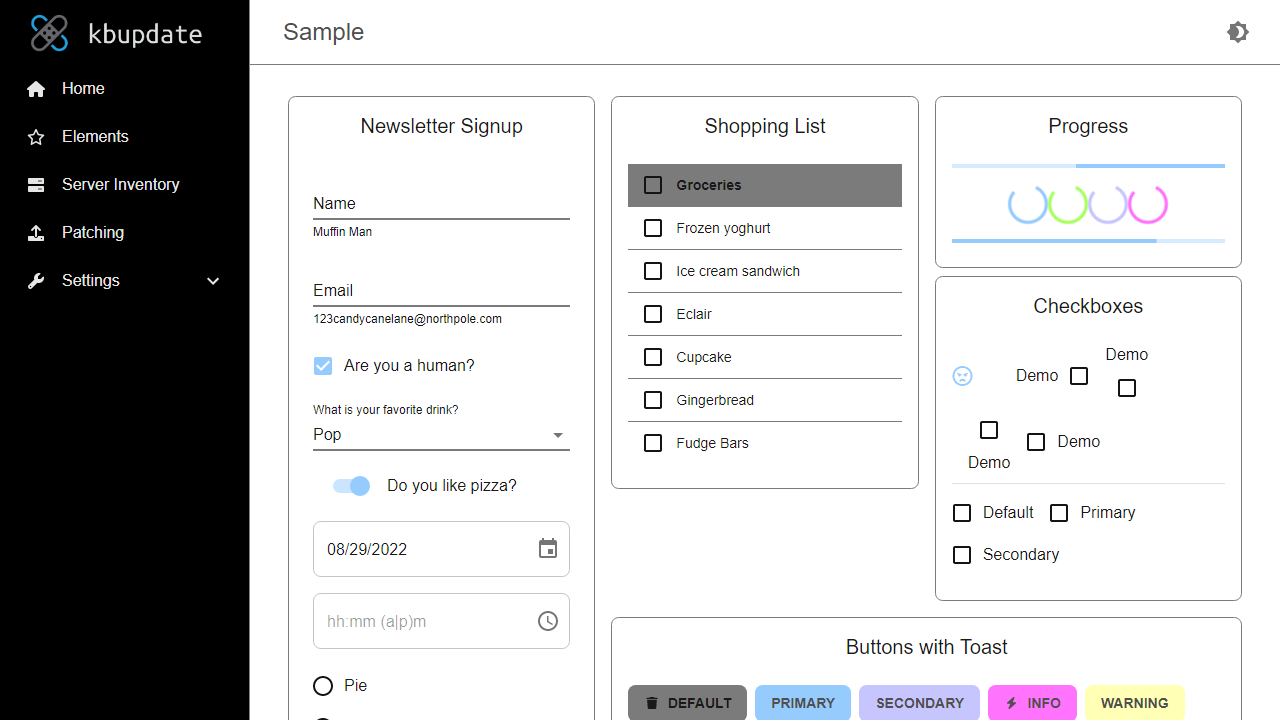 kbupdate
Home
Elements
Server Inventory
Patching
Settings
Sample
Newsletter Signup
Name
Muffin Man
Email
123candycanelane@northpole.com
Are you a human?
What is your favorite drink?
Pop
Do you like pizza?
08/29/2022
hh:mm (a|p)m
Pie
Shopping List
Groceries
Frozen yoghurt
Ice cream sandwich
Eclair
Cupcake
Gingerbread
Fudge Bars
Progress
Checkboxes
Demo
Demo
Demo
Demo
Default
Primary
Secondary
Buttons with Toast
DEFAULT
PRIMARY
SECONDARY
INFO
WARNING